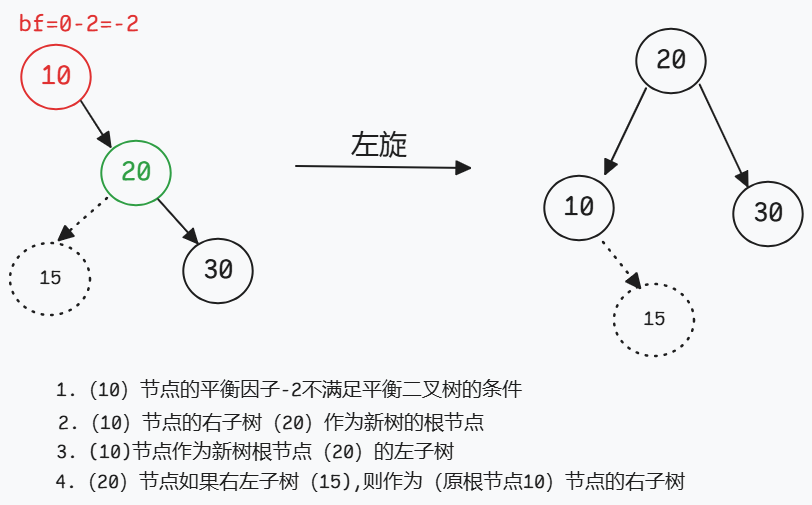 bf=0-2=-2
10
20
15
30
左旋
20
10
30
15
1. (10) 节点的平衡因子-2不满足平衡二叉树的条件
2. (10) 节点的右子树 (20) 作为新树的根节点
3. (10)节点作为新树根节点 (20) 的左子树
4. (20) 节点如果右左子树 (15),则作为 (原根节点10) 节点的右子树